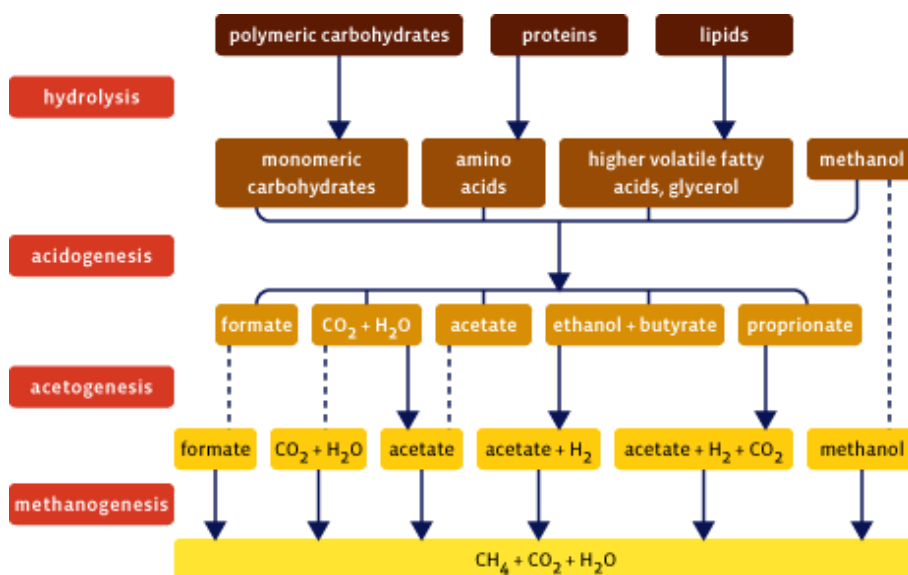 polymeric carbohydrates
proteins
lipids
hydrolysis
monomeric
carbohydrates
amino
acids
higher volatile fatty
acids, glycerol
methanol
acidogenesis
formate
CO₂ + H₂O
acetate
ethanol + butyrate
proprionate
acetogenesis
formate
CO₂ + H₂O
acetate
acetate + H₂
acetate + H₂ + CO₂
methanol
methanogenesis
CH₄ + CO₂ + H₂O